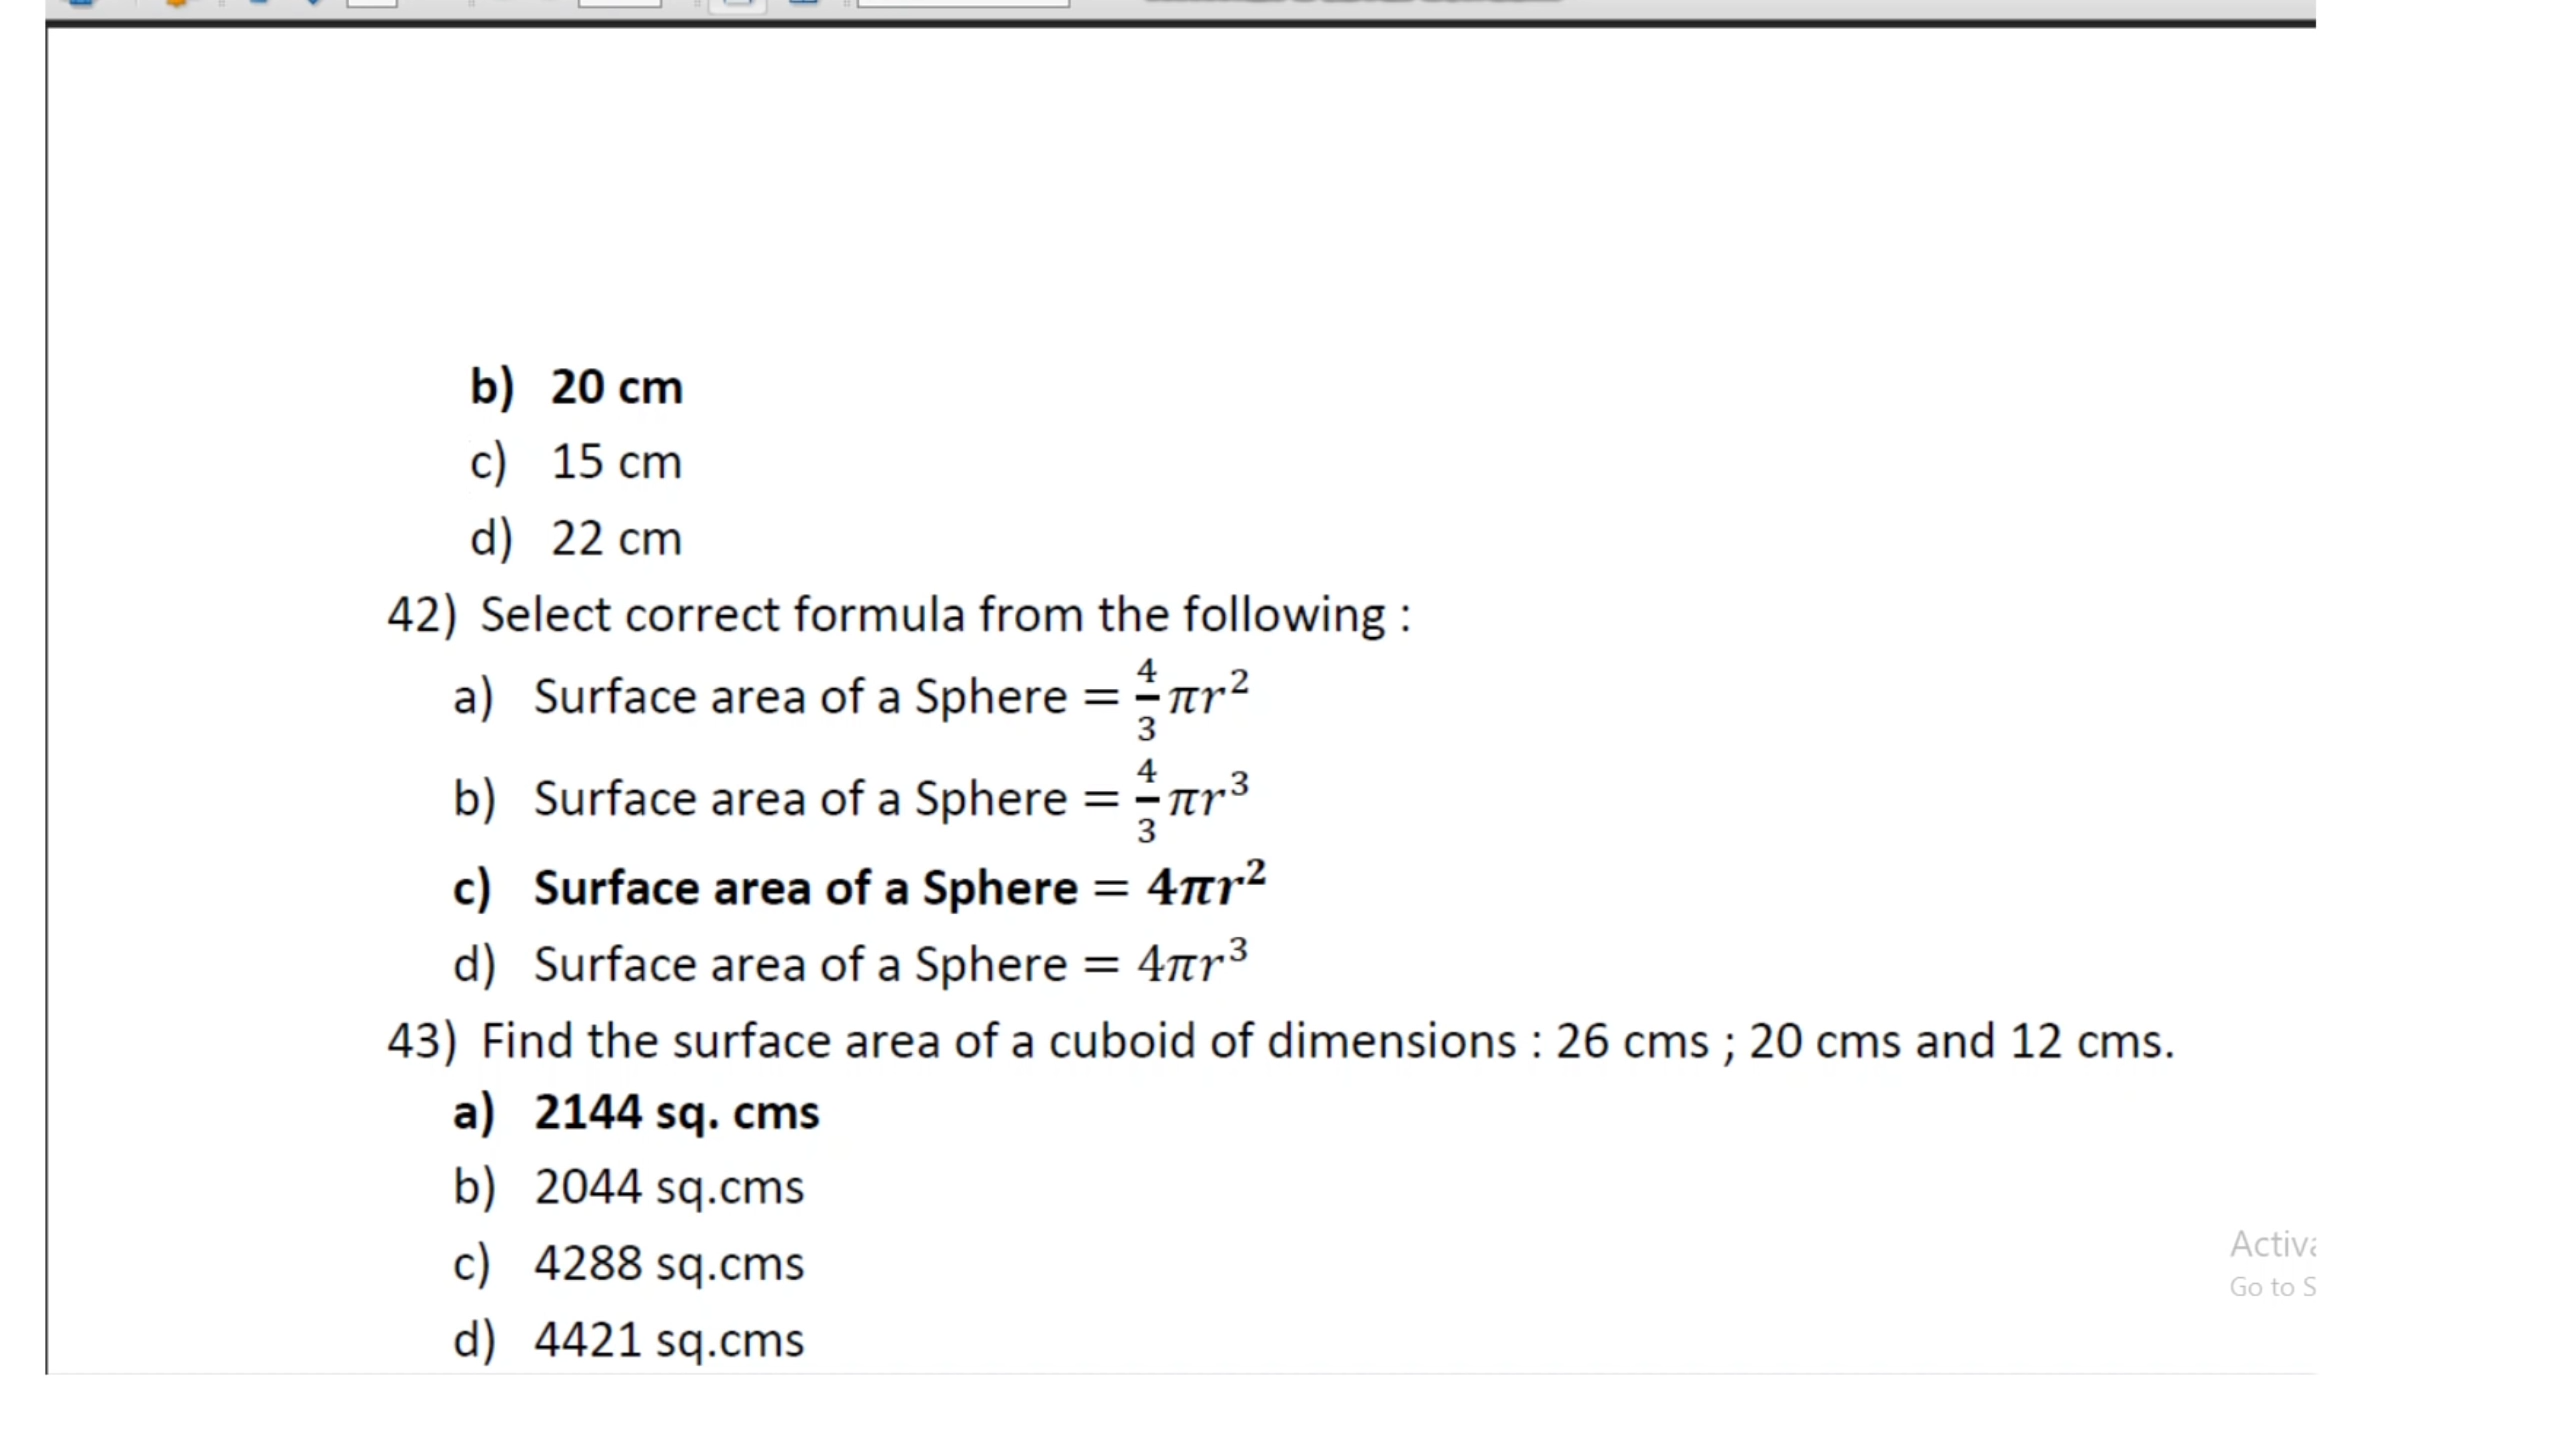 b) 20 cm
c) 15 cm
d) 22 cm
42) Select correct formula from the following :
a) Surface area of a Sphere = 4/3 πr²
b) Surface area of a Sphere = 4/3 πr³
c) Surface area of a Sphere = 4πr²
d) Surface area of a Sphere = 4πr³
43) Find the surface area of a cuboid of dimensions : 26 cms ; 20 cms and 12 cms.
a) 2144 sq. cms
b) 2044 sq.cms
c) 4288 sq.cms
d) 4421 sq.cms
Go to